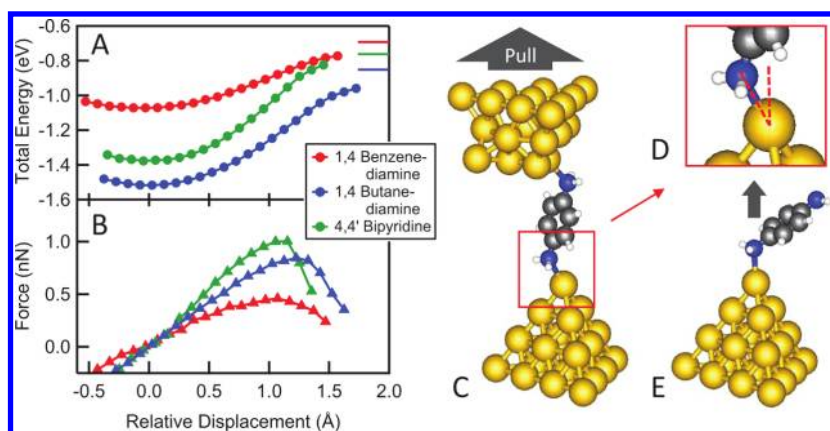 A
Total Energy (eV)
-0.6
-0.8
-1.0
-1.2
-1.4
-1.6
1,4 Benzene-
diamine
1,4 Butane-
diamine
4,4' Bipyridine
B
Force (nN)
1.0
0.5
0.0
-0.5
0.0
0.5
1.0
1.5
2.0
Relative Displacement (Å)
Pull
C
D
E